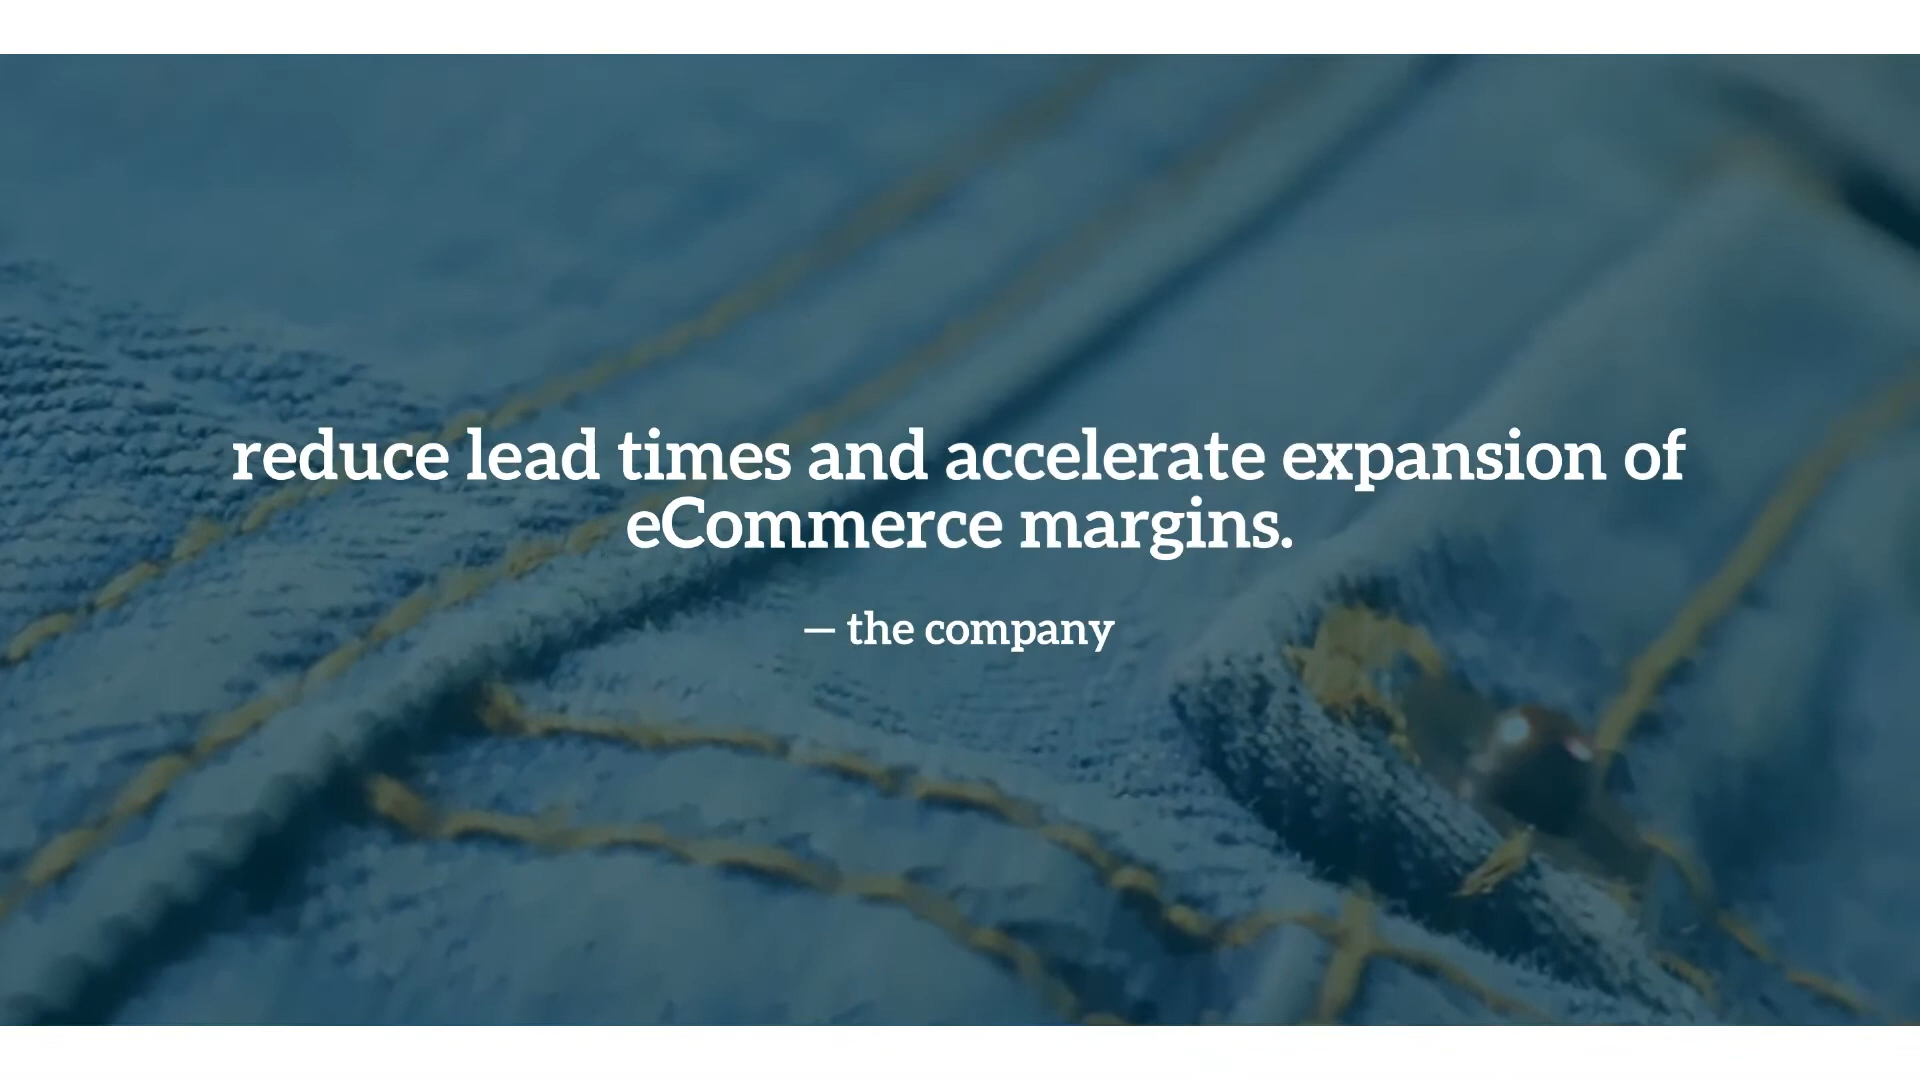 reduce lead times and accelerate expansion of
eCommerce margins.
— the company